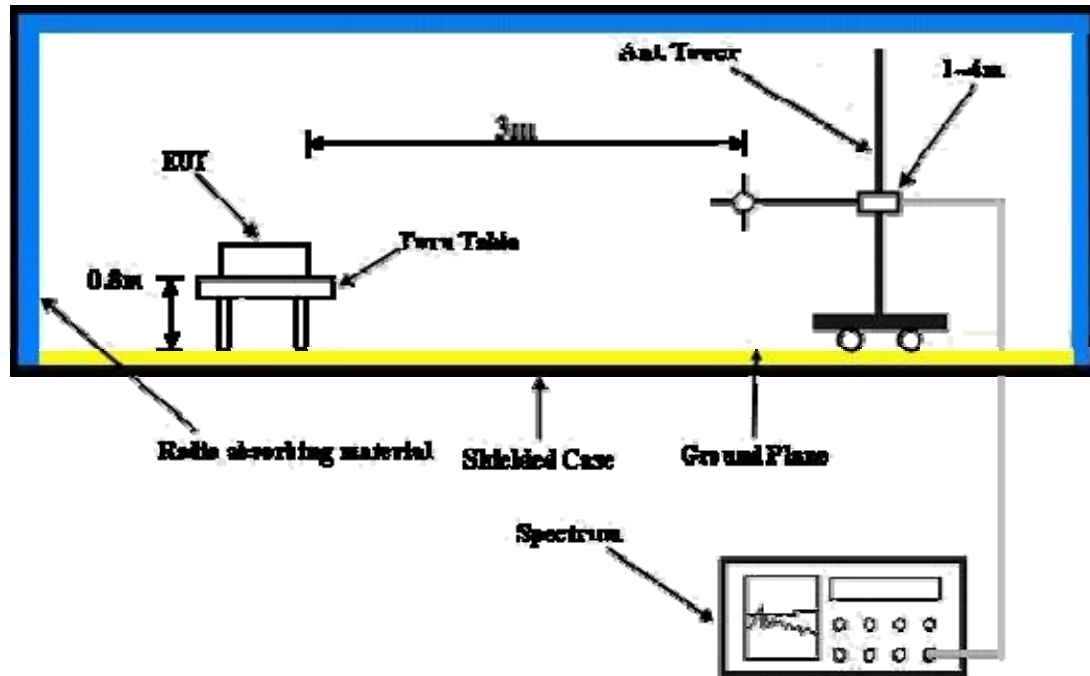 Ant. Tower
1-4m
3m
EUT
Turn Table
0.8m
Radio absorbing material
Shielded Case
Ground Plane
Spectrum